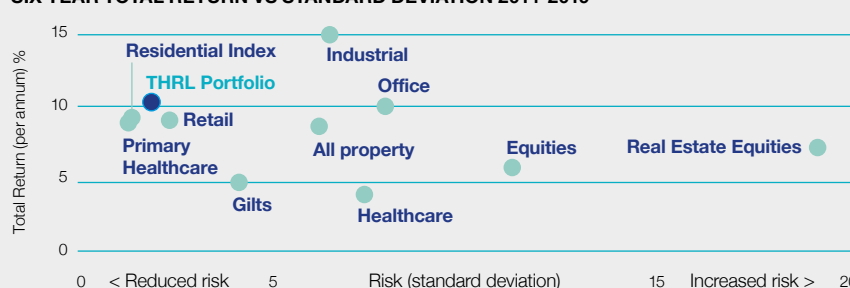 15
Residential Index
Industrial
THRL Portfolio
Office
10
Retail
Primary
Healthcare
All property
Equities
Real Estate Equities
5
Gilts
Healthcare
0
Total Return (per annum) %
0 < Reduced risk 5 Risk (standard deviation) 15 Increased risk >